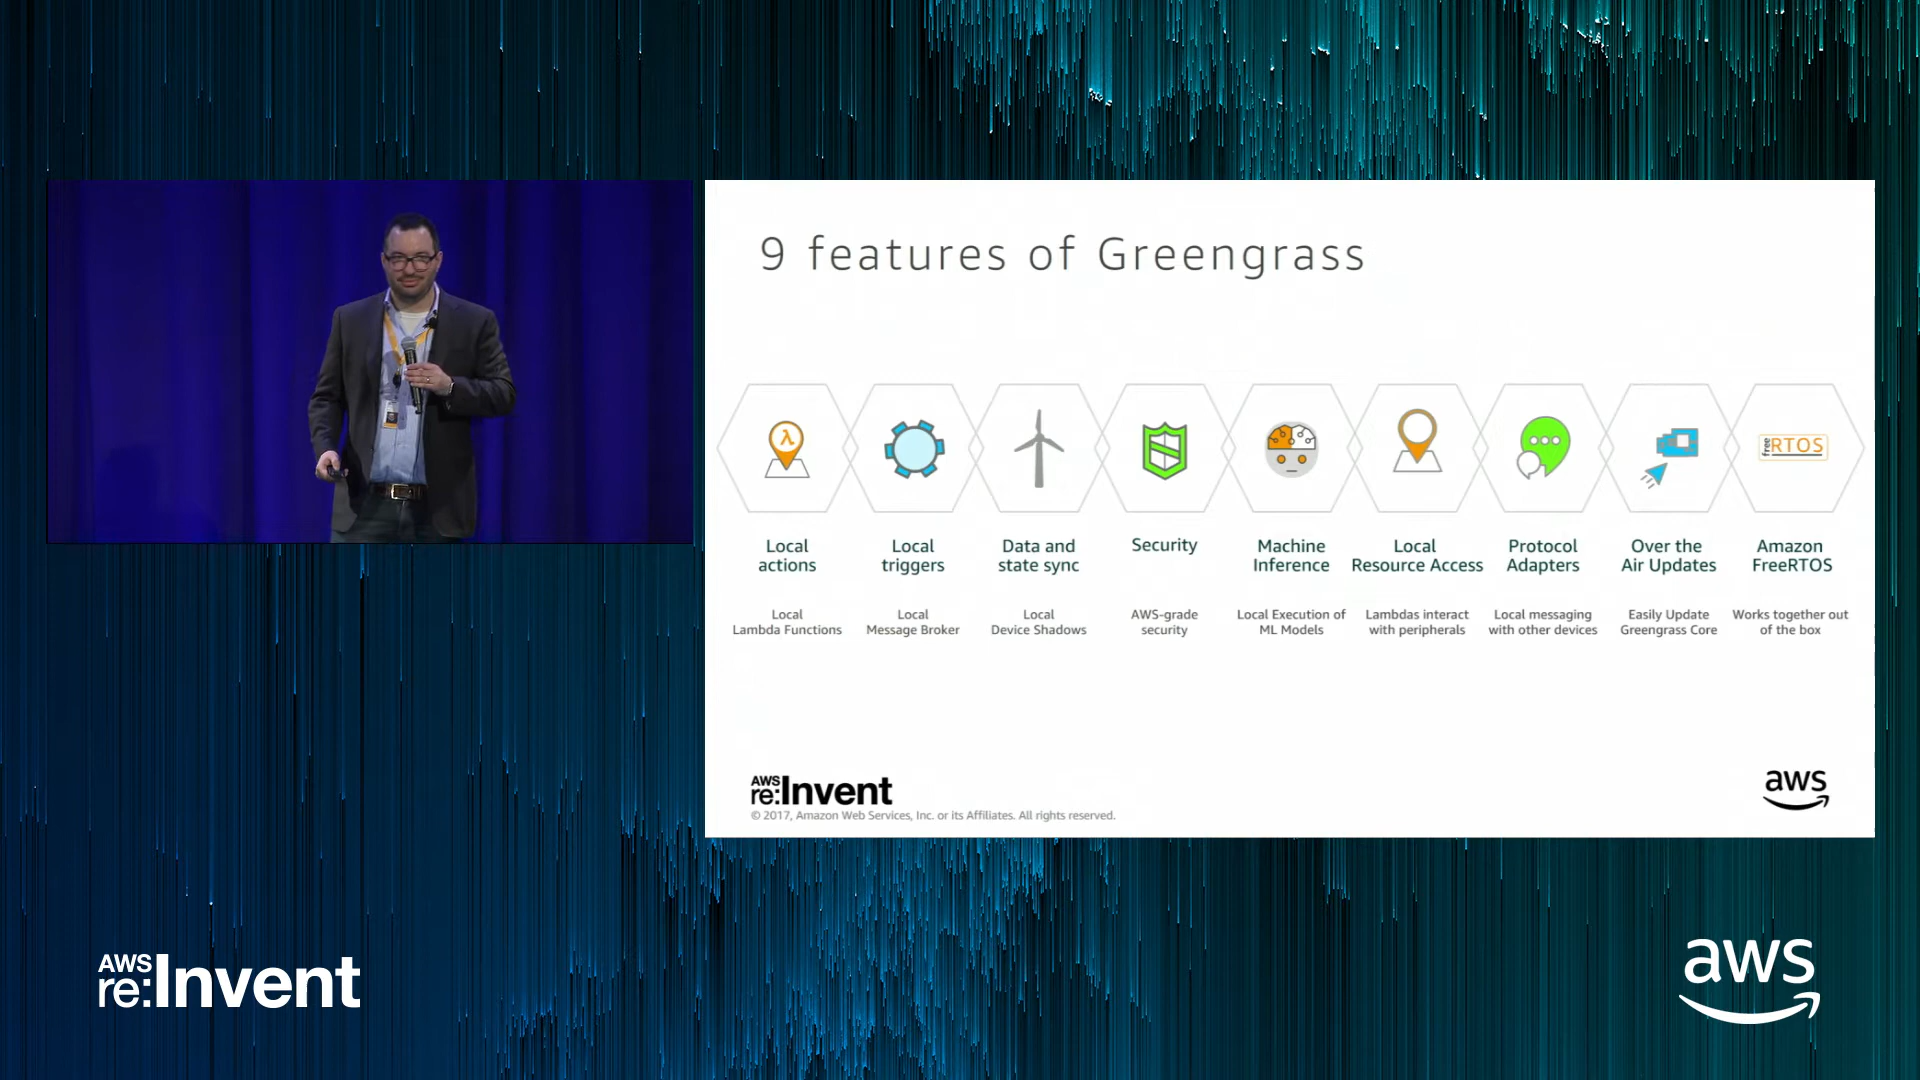 9 features of Greengrass
λ
free RTOS
Local
actions
Local
triggers
Data and
state sync
Security
Machine
Inference
Local
Resource Access
Protocol
Adapters
Over the
Air Updates
Amazon
FreeRTOS
Local
Lambda Functions
Local
Message Broker
Local
Device Shadows
AWS-grade
security
Local Execution of
ML Models
Lambdas interact
with peripherals
Local messaging
with other devices
Easily Update
Greengrass Core
Works together out
of the box
AWS
re:Invent
© 2017, Amazon Web Services, Inc. or its Affiliates. All rights reserved.
aws
AWS
re:Invent
aws